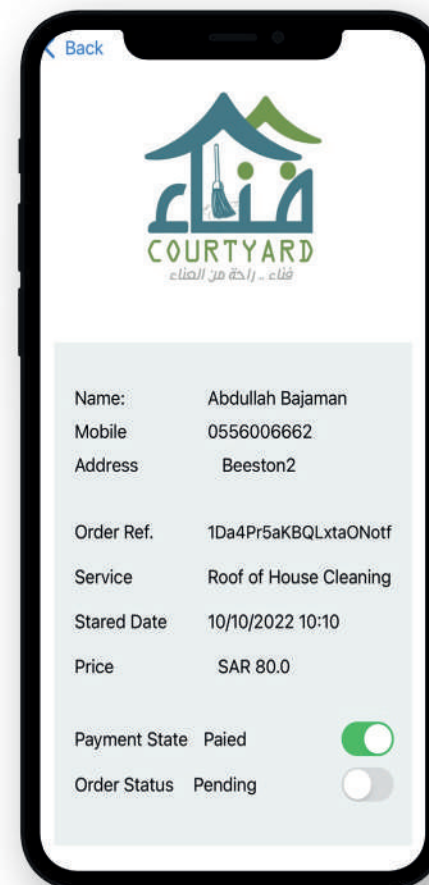 Back
فناء
COURTYARD
فناء .. راحة من العناء
Name: Abdullah Bajaman
Mobile 0556006662
Address Beeston2
Order Ref. 1Da4Pr5aKBQLxtaONotf
Service Roof of House Cleaning
Stared Date 10/10/2022 10:10
Price SAR 80.0
Payment State Paied
Order Status Pending